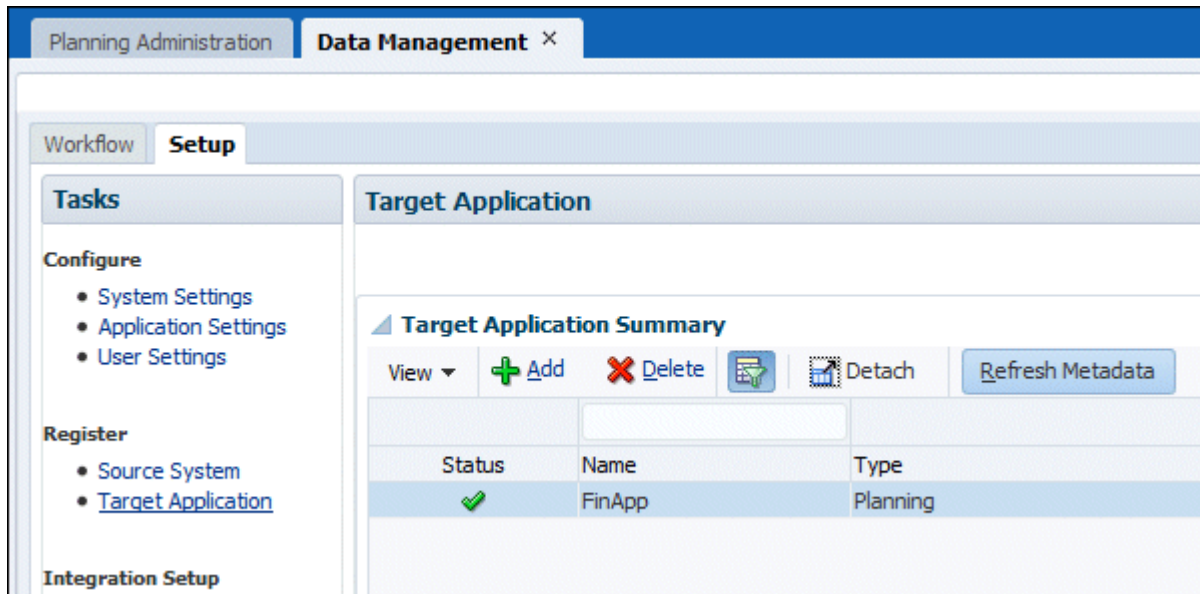 Planning Administration Data Management ×
Workflow Setup
Tasks
Configure
• System Settings
• Application Settings
• User Settings
Register
• Source System
• Target Application
Integration Setup
Target Application
Target Application Summary
View Add Delete Detach Refresh Metadata
Status Name Type
FinApp Planning